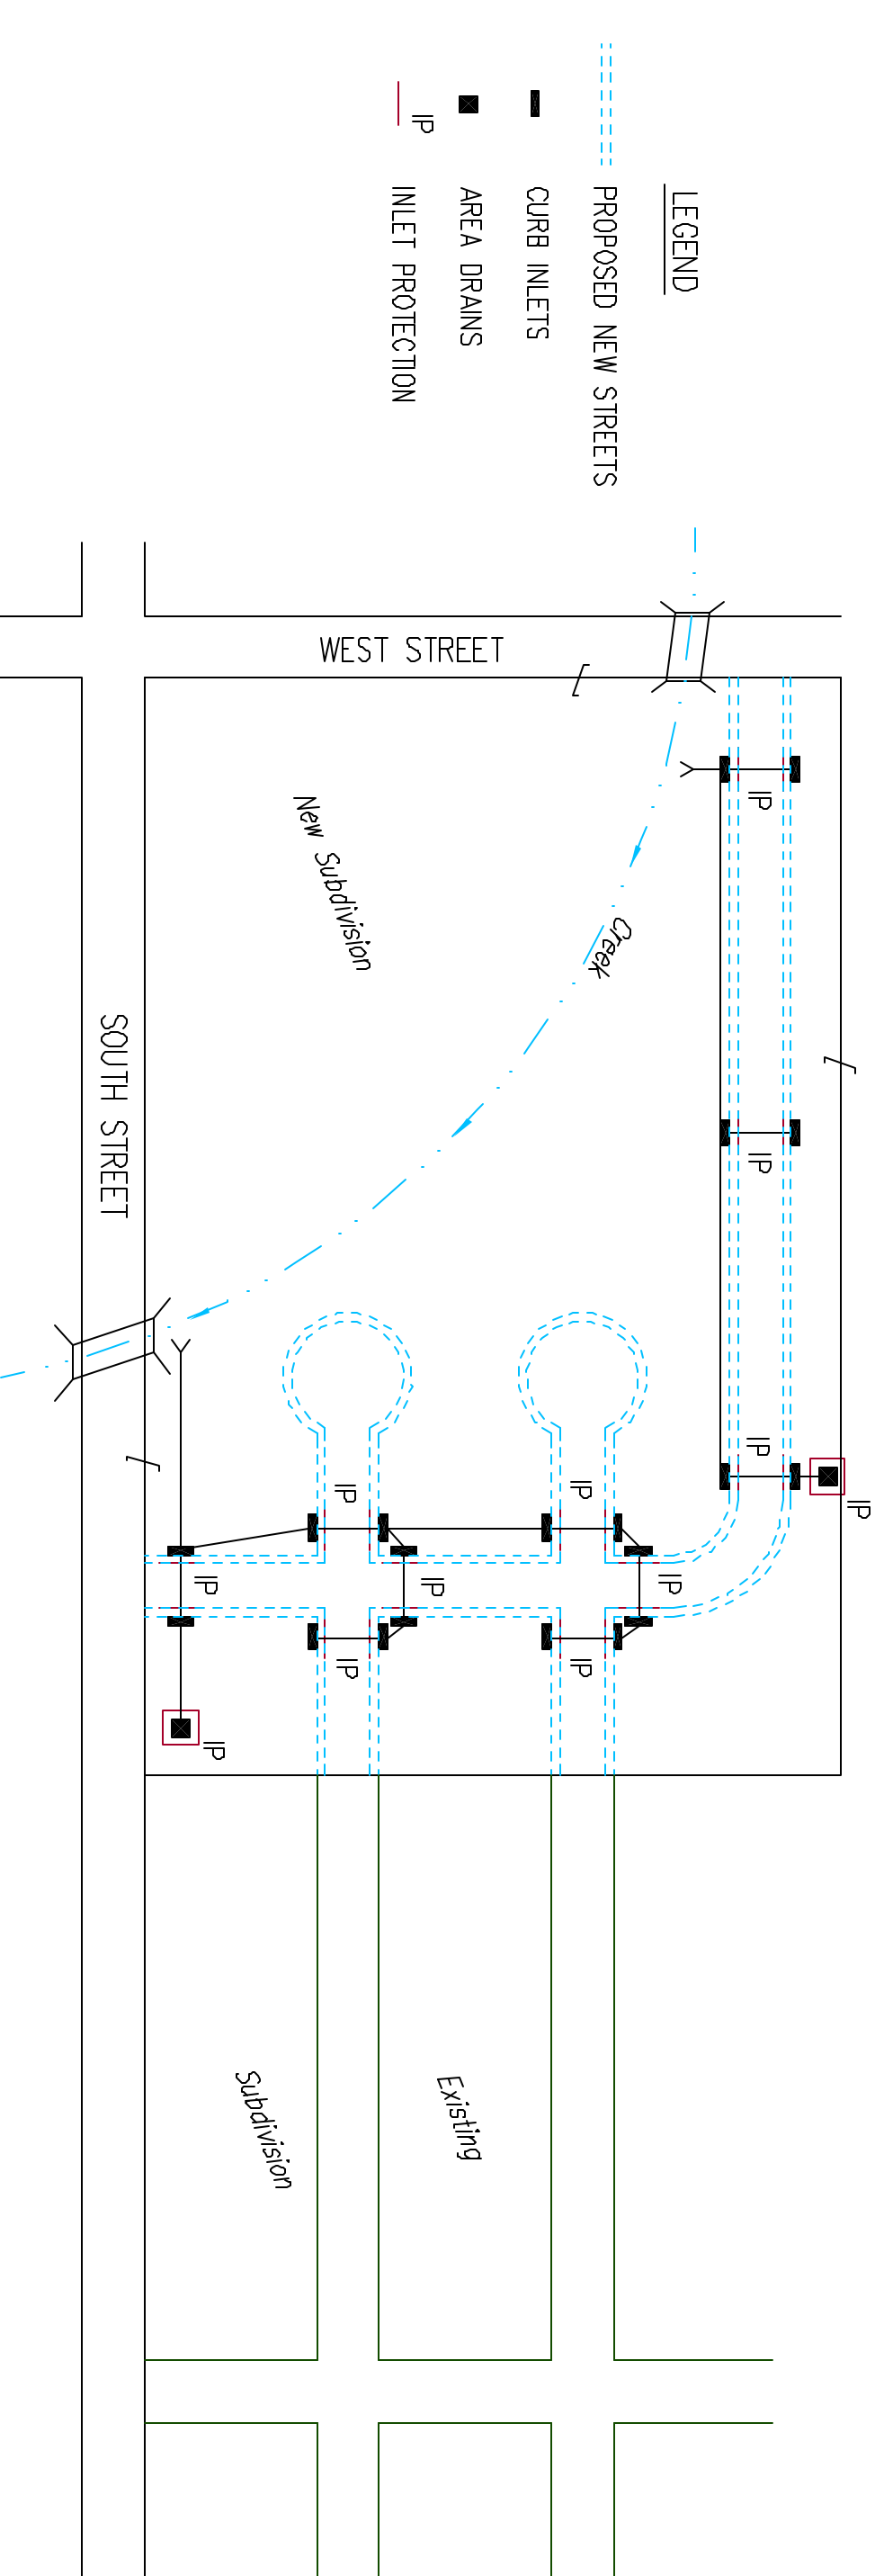 LEGEND
PROPOSED NEW STREETS
CURB INLETS
AREA DRAINS
IP
INLET PROTECTION
WEST STREET
IP
New Subdivision
Creek
IP
SOUTH STREET
IP
IP
IP
IP
IP
IP
IP
IP
IP
IP
Existing
Subdivision